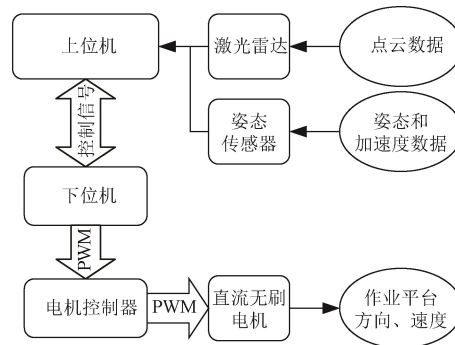 上位机
激光雷达
点云数据
控制信号
姿态
传感器
姿态和
加速度数据
下位机
PWM
电机控制器
PWM
直流无刷
电机
作业平台
方向、速度